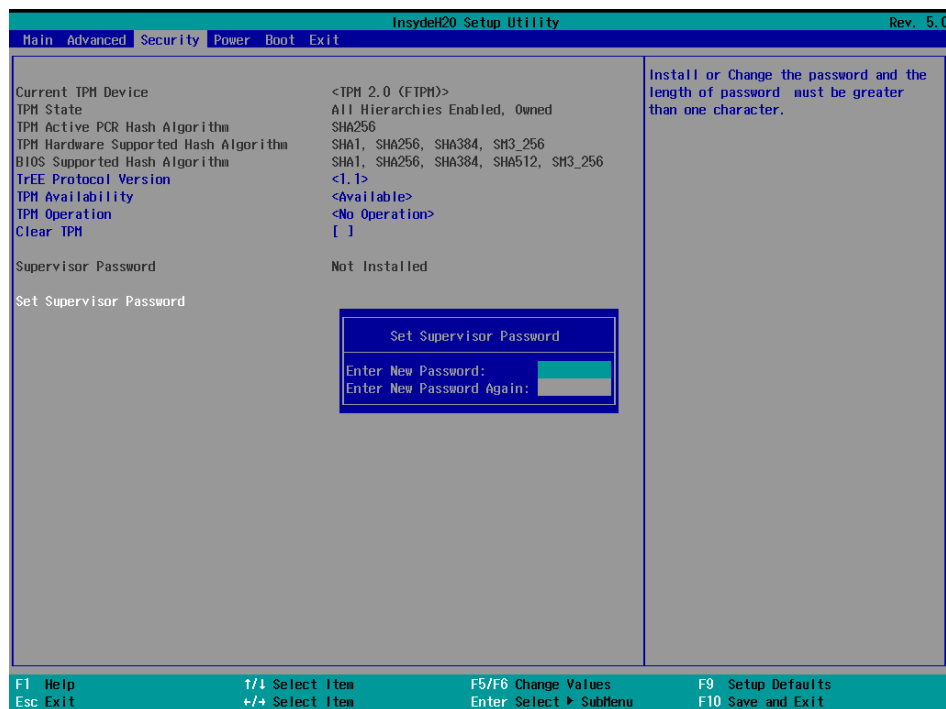 InsydeH20 Setup Utility Rev. 5.0
Main Advanced Security Power Boot Exit
Install or Change the password and the
length of password must be greater
than one character.
Current TPM Device <TPM 2.0 (FTPM)>
TPM State All Hierarchies Enabled, Owned
TPM Active PCR Hash Algorithm SHA256
TPM Hardware Supported Hash Algorithm SHA1, SHA256, SHA384, SM3_256
BIOS Supported Hash Algorithm SHA1, SHA256, SHA384, SHA512, SM3_256
TrEE Protocol Version <1.1>
TPM Availability <Available>
TPM Operation <No Operation>
Clear TPM [ ]
Supervisor Password Not Installed
Set Supervisor Password
Set Supervisor Password
Enter New Password:
Enter New Password Again:
F1 Help ↑/↓ Select Item F5/F6 Change Values F9 Setup Defaults
Esc Exit ←/→ Select Item Enter Select ▶ SubMenu F10 Save and Exit